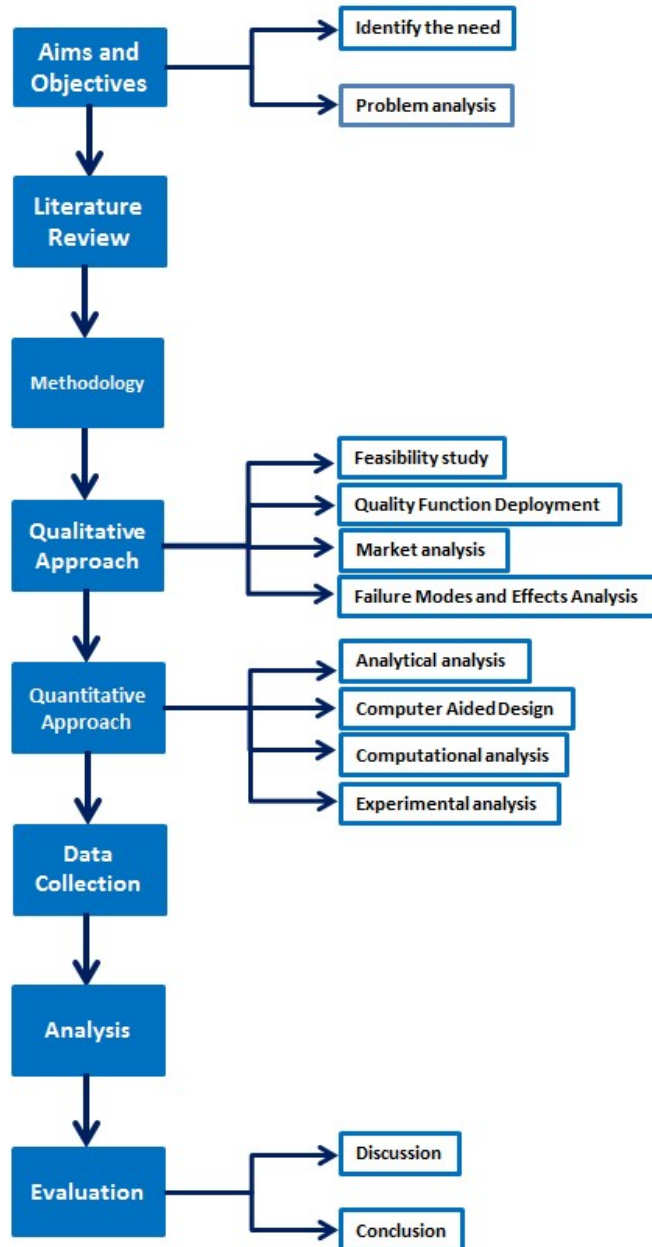 Aims and
Objectives
Identify the need
Problem analysis
Literature
Review
Methodology
Qualitative
Approach
Feasibility study
Quality Function Deployment
Market analysis
Failure Modes and Effects Analysis
Quantitative
Approach
Analytical analysis
Computer Aided Design
Computational analysis
Experimental analysis
Data
Collection
Analysis
Evaluation
Discussion
Conclusion